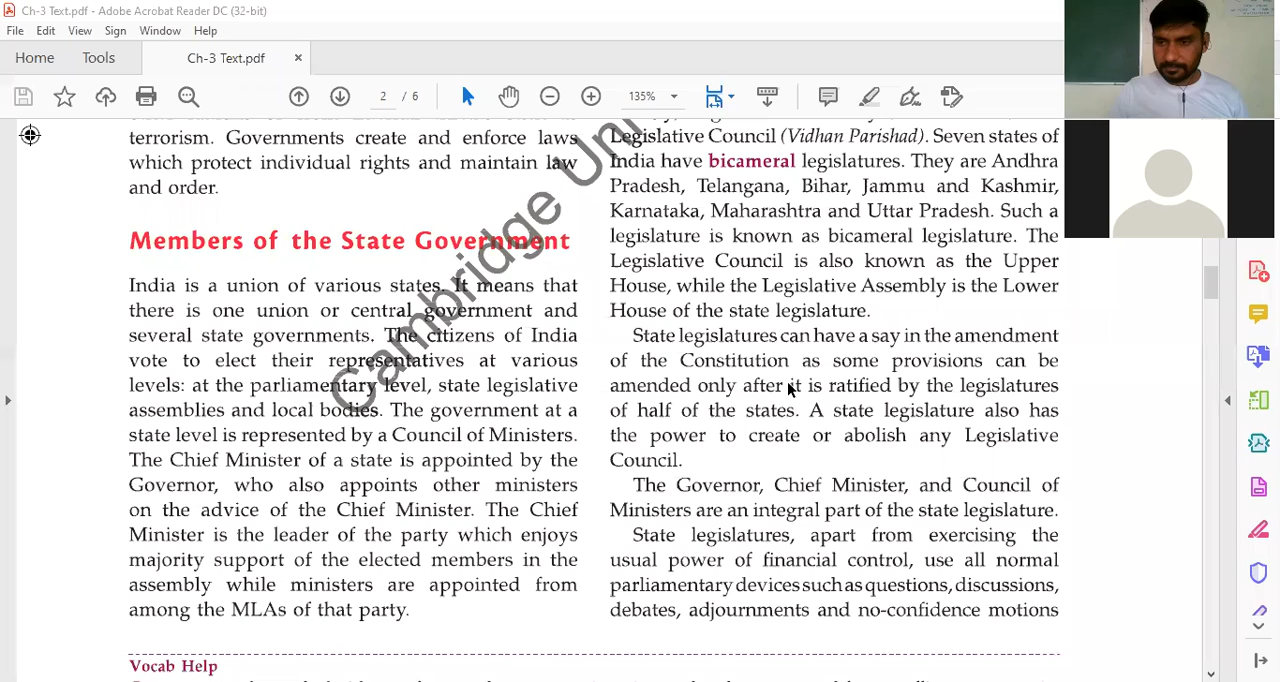 Ch-3 Text.pdf - Adobe Acrobat Reader DC (32-bit)
File Edit View Sign Window Help
Home Tools Ch-3 Text.pdf ×
2 / 6 135%
terrorism. Governments create and enforce laws
which protect individual rights and maintain law
and order.
Members of the State Government
India is a union of various states. It means that
there is one union or central government and
several state governments. The citizens of India
vote to elect their representatives at various
levels: at the parliamentary level, state legislative
assemblies and local bodies. The government at a
state level is represented by a Council of Ministers.
The Chief Minister of a state is appointed by the
Governor, who also appoints other ministers
on the advice of the Chief Minister. The Chief
Minister is the leader of the party which enjoys
majority support of the elected members in the
assembly while ministers are appointed from
among the MLAs of that party.
Legislative Council (Vidhan Parishad). Seven states of
India have bicameral legislatures. They are Andhra
Pradesh, Telangana, Bihar, Jammu and Kashmir,
Karnataka, Maharashtra and Uttar Pradesh. Such a
legislature is known as bicameral legislature. The
Legislative Council is also known as the Upper
House, while the Legislative Assembly is the Lower
House of the state legislature.
State legislatures can have a say in the amendment
of the Constitution as some provisions can be
amended only after it is ratified by the legislatures
of half of the states. A state legislature also has
the power to create or abolish any Legislative
Council.
The Governor, Chief Minister, and Council of
Ministers are an integral part of the state legislature.
State legislatures, apart from exercising the
usual power of financial control, use all normal
parliamentary devices such as questions, discussions,
debates, adjournments and no-confidence motions
Vocab Help
Cambridge Uni